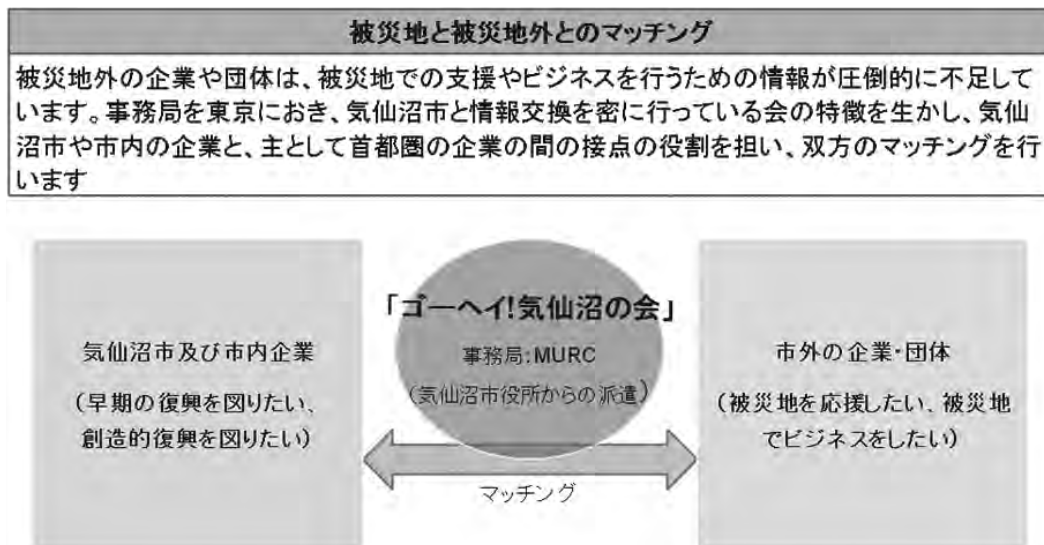 被災地と被災地外とのマッチング
被災地外の企業や団体は、被災地での支援やビジネスを行うための情報が圧倒的に不足して
います。事務局を東京におき、気仙沼市と情報交換を密に行っている会の特徴を生かし、気仙
沼市や市内の企業と、主として首都圏の企業の間の接点の役割を担い、双方のマッチングを行
います
気仙沼市及び市内企業
(早期の復興を図りたい、
創造的復興を図りたい)
「ゴーヘイ!気仙沼の会」
事務局:MURC
(気仙沼市役所からの派遣)
マッチング
市外の企業・団体
(被災地を応援したい、被災地
でビジネスをしたい)